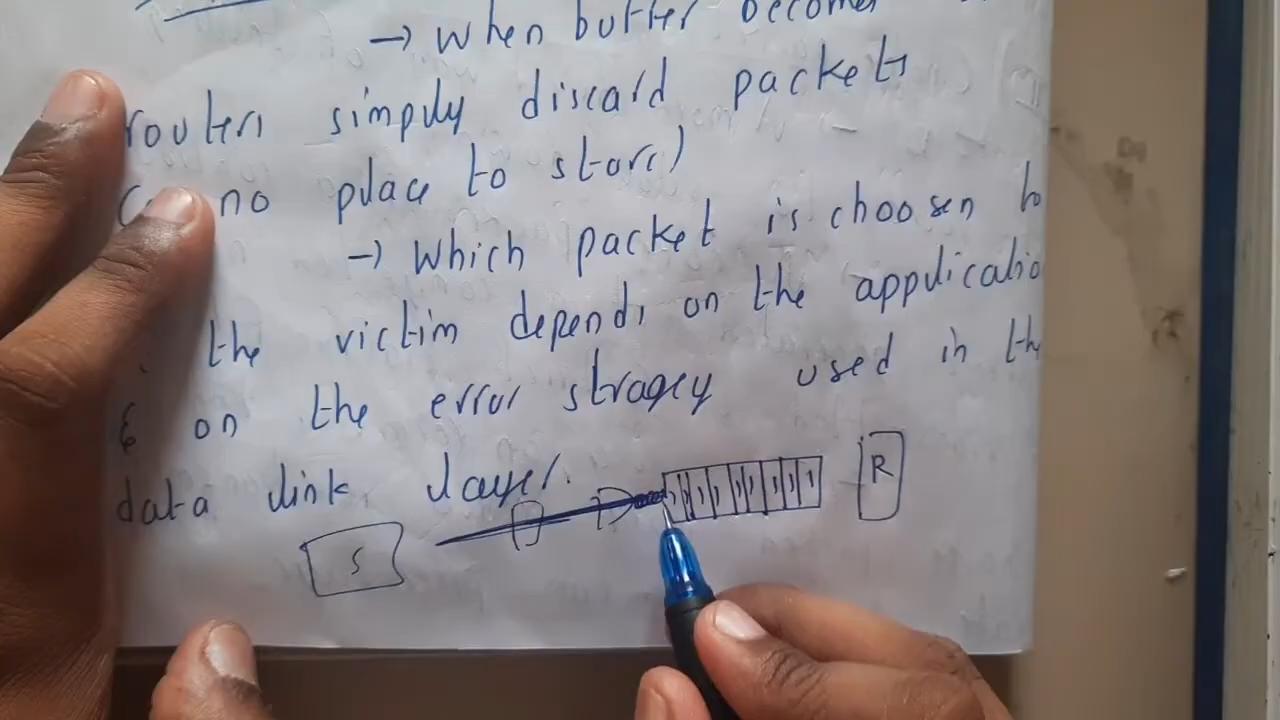 → when buffer becomes
routers simply discard packets
no place to store)
→ which packet is choosen to
the victim depends on the applicatio
& on the error stragey used in the
data link layer.
S
R